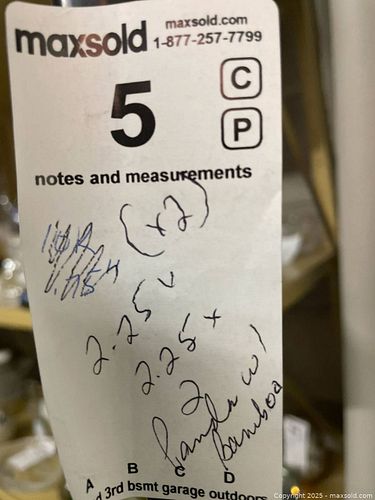 maxsold maxsold.com
1-877-257-7799
5 C
P
notes and measurements
(x2)
2.25 x
2.25 x
2
Panda w/
bamboo
A B C D
3rd bsmt garage outdoors
Copyright 2025 - maxsold.com